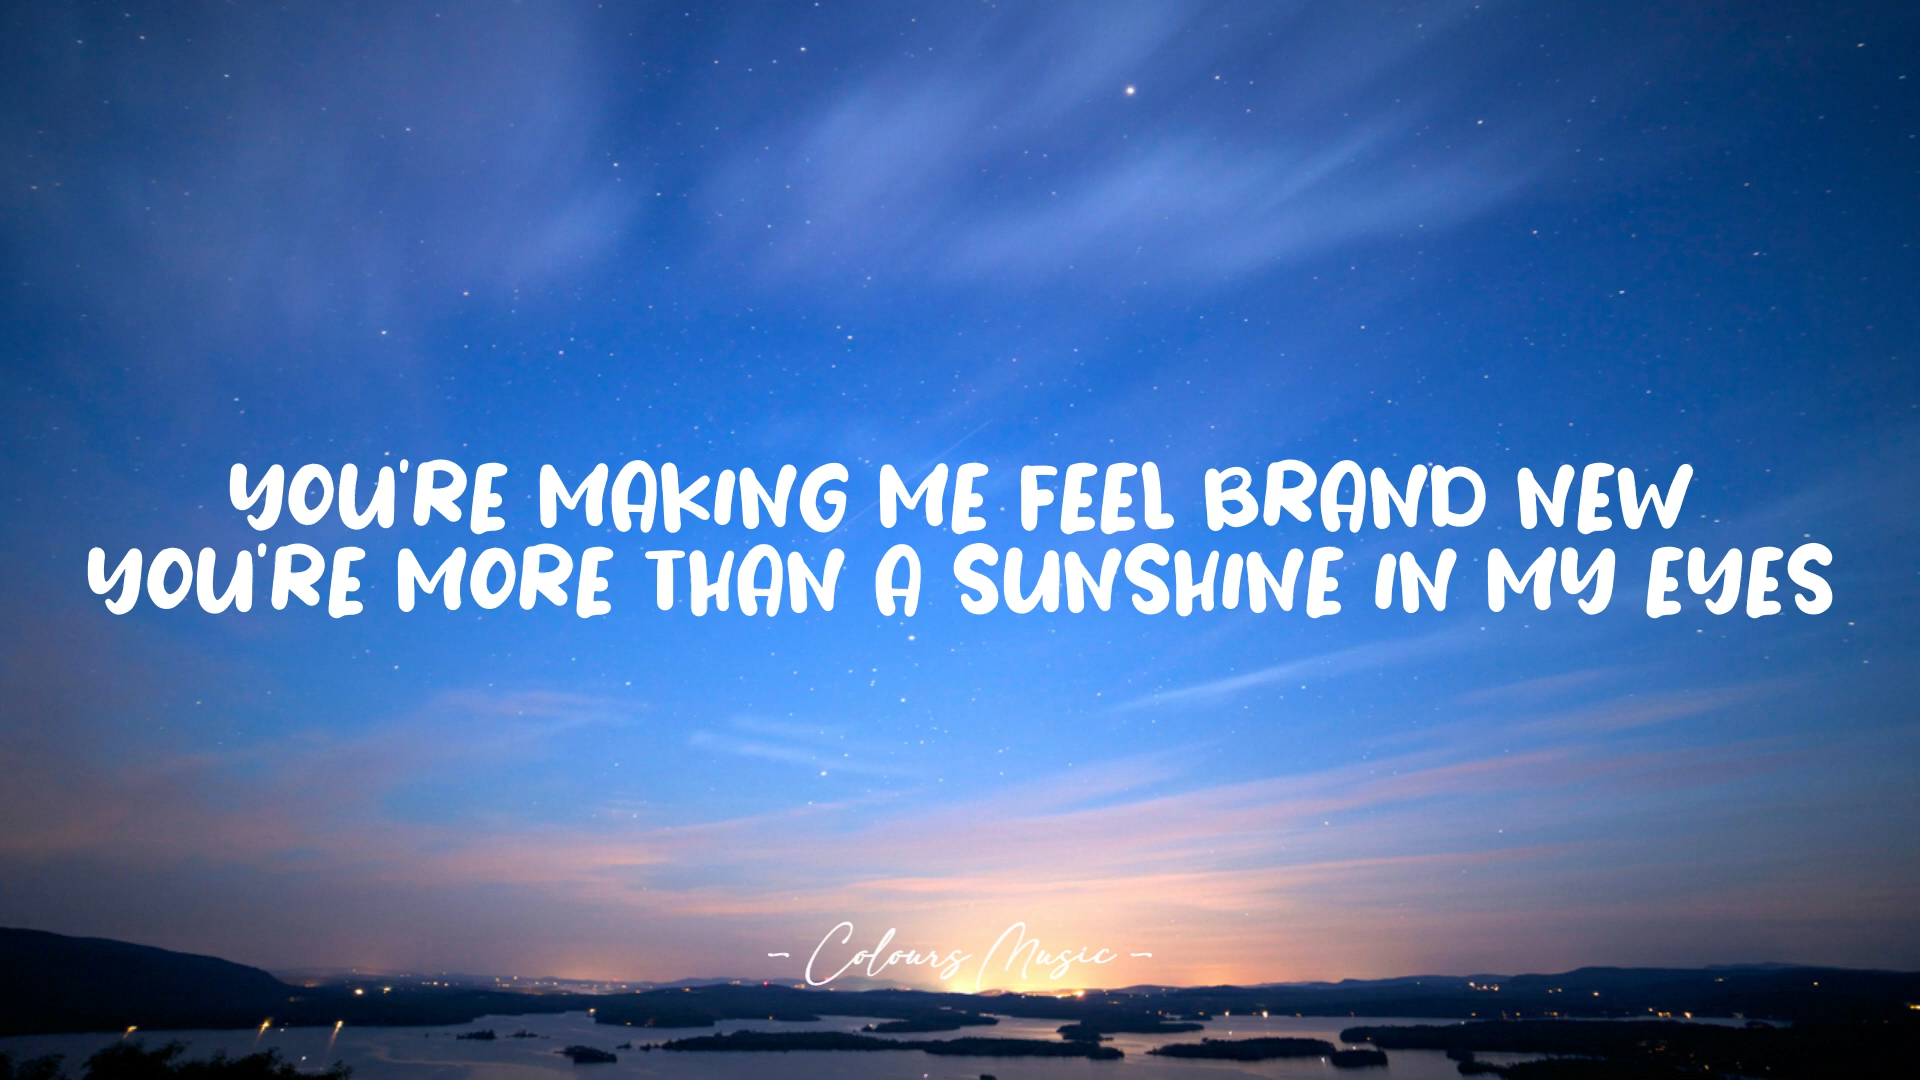 YOU'RE MAKING ME FEEL BRAND NEW
YOU'RE MORE THAN A SUNSHINE IN MY EYES
- Colours Music -